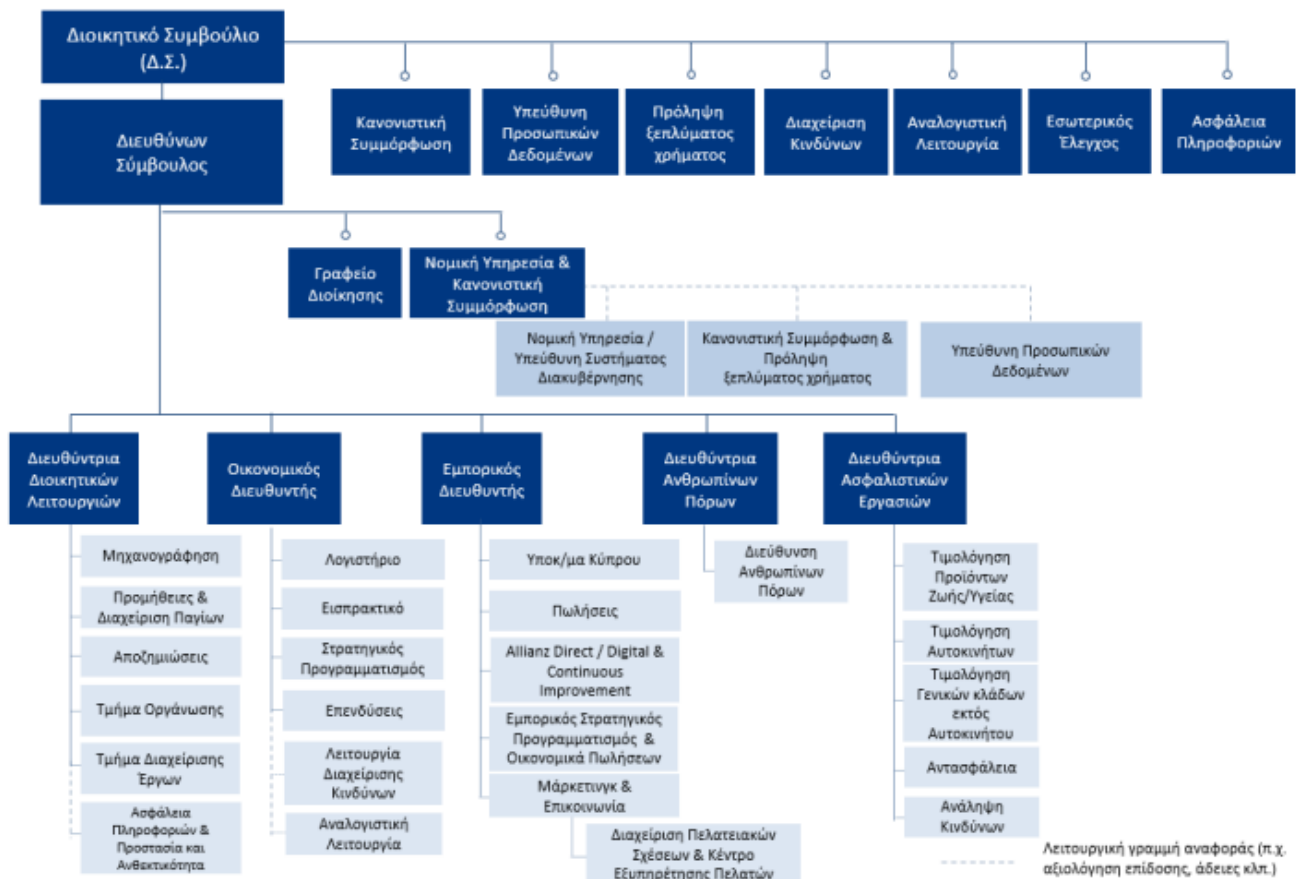 Διοικητικό Συμβούλιο
(Δ.Σ.)
Διευθύνων
Σύμβουλος
Κανονιστική
Συμμόρφωση
Υπεύθυνη
Προσωπικών
Δεδομένων
Πρόληψη
ξεπλύματος
χρήματος
Διαχείριση
Κινδύνων
Αναλογιστική
Λειτουργία
Εσωτερικός
Έλεγχος
Ασφάλεια
Πληροφοριών
Γραφείο
Διοίκησης
Νομική Υπηρεσία &
Κανονιστική
Συμμόρφωση
Νομική Υπηρεσία /
Υπεύθυνη Συστήματος
Διακυβέρνησης
Κανονιστική Συμμόρφωση &
Πρόληψη
ξεπλύματος χρήματος
Υπεύθυνη Προσωπικών
Δεδομένων
Διευθύντρια
Διοικητικών
Λειτουργιών
Μηχανογράφηση
Προμήθειες &
Διαχείριση Παγίων
Αποζημιώσεις
Τμήμα Οργάνωσης
Τμήμα Διαχείρισης
Έργων
Ασφάλεια
Πληροφοριών &
Προστασία και
Ανθεκτικότητα
Οικονομικός
Διευθυντής
Λογιστήριο
Εισπρακτικό
Στρατηγικός
Προγραμματισμός
Επενδύσεις
Λειτουργία
Διαχείρισης
Κινδύνων
Αναλογιστική
Λειτουργία
Εμπορικός
Διευθυντής
Υποκ/μα Κύπρου
Πωλήσεις
Allianz Direct / Digital &
Continuous
Improvement
Εμπορικός Στρατηγικός
Προγραμματισμός &
Οικονομικά Πωλήσεων
Μάρκετινγκ &
Επικοινωνία
Διαχείριση Πελατειακών
Σχέσεων & Κέντρο
Εξυπηρέτησης Πελατών
Διευθύντρια
Ανθρωπίνων
Πόρων
Διεύθυνση
Ανθρωπίνων
Πόρων
Διευθύντρια
Ασφαλιστικών
Εργασιών
Τιμολόγηση
Προϊόντων
Ζωής/Υγείας
Τιμολόγηση
Αυτοκινήτων
Τιμολόγηση
Γενικών κλάδων
εκτός
Αυτοκινήτου
Αντασφάλεια
Ανάληψη
Κινδύνων
Λειτουργική γραμμή αναφοράς (π.χ.
αξιολόγηση επίδοσης, άδειες κλπ.)